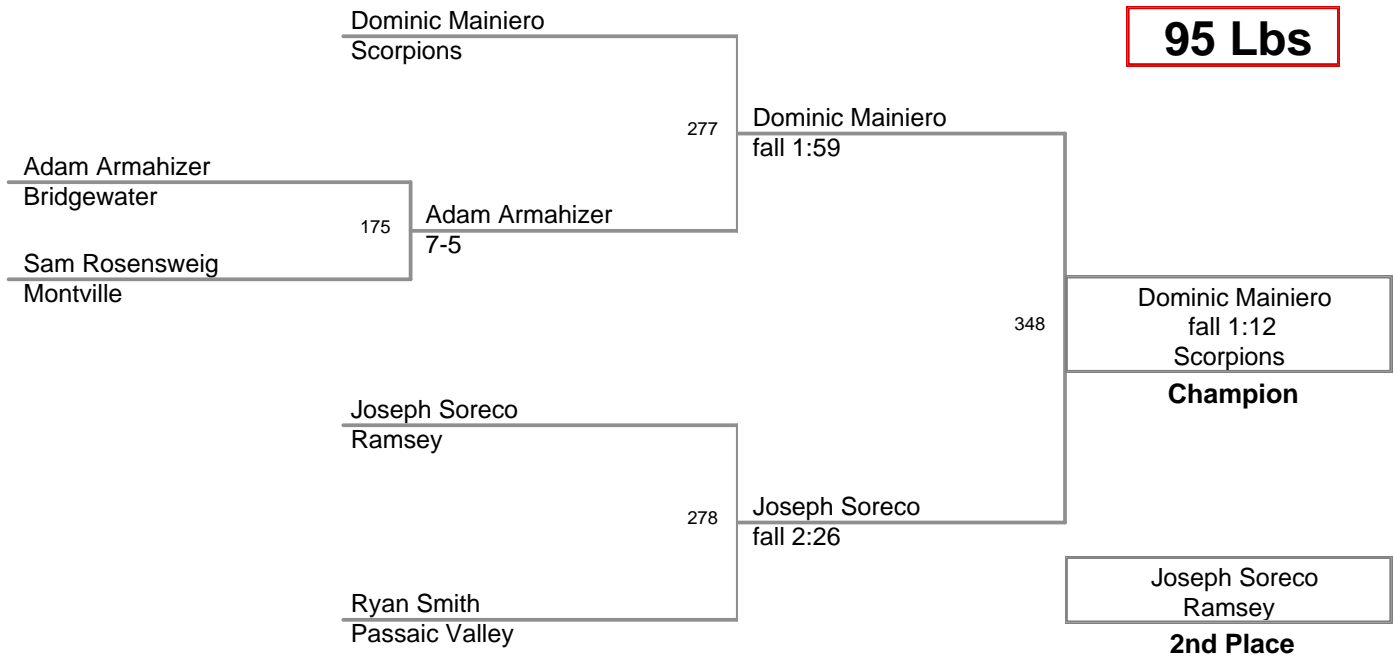 95 Lbs
Dominic Mainiero
Scorpions
277
Dominic Mainiero
fall 1:59
Adam Armahizer
Bridgewater
175
Adam Armahizer
7-5
Sam Rosensweig
Montville
348
Dominic Mainiero
fall 1:12
Scorpions
Champion
Joseph Soreco
Ramsey
278
Joseph Soreco
fall 2:26
Ryan Smith
Passaic Valley
Joseph Soreco
Ramsey
2nd Place